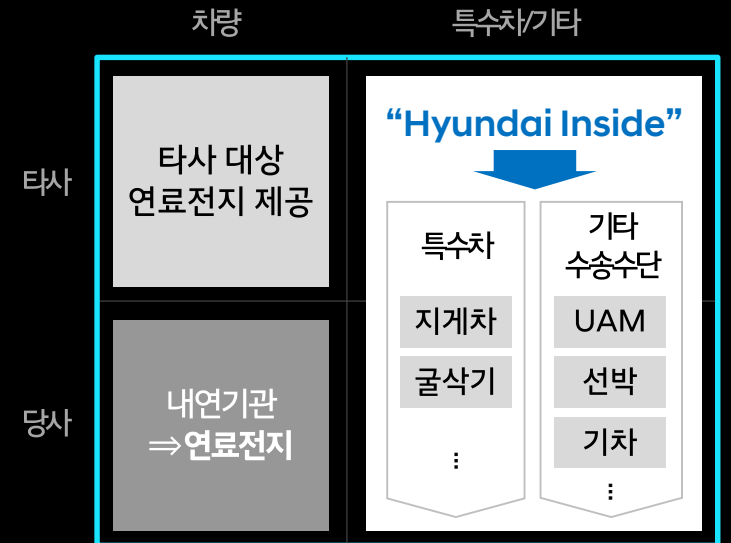 차량
특수차/기타
타사
타사 대상
연료전지 제공
“Hyundai Inside”
특수차
지게차
굴삭기
⋮
기타
수송수단
UAM
선박
기차
⋮
당사
내연기관
⇒연료전지